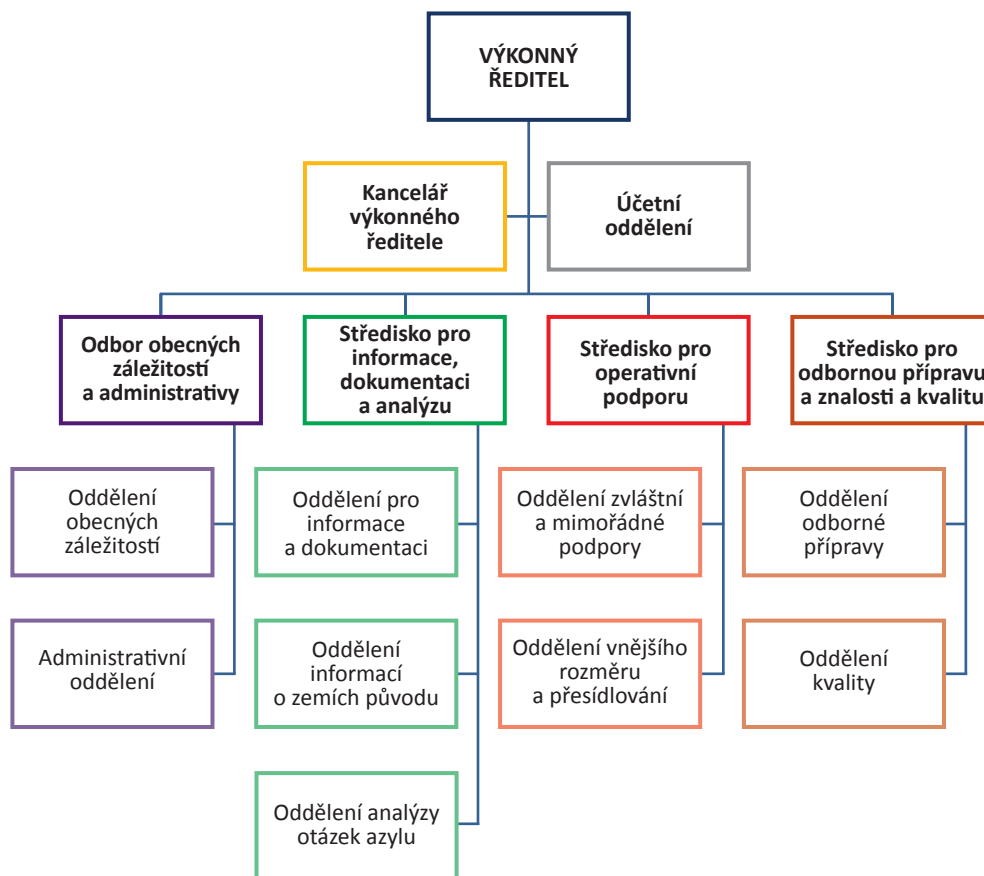 VÝKONNÝ
ŘEDITEL
Kancelář
výkonného
ředitele
Účetní
oddělení
Odbor obecných
záležitostí
a administrativy
Středisko pro
informace,
dokumentaci
a analýzu
Středisko pro
operativní
podporu
Středisko pro
odbornou přípravu
a znalosti a kvalitu
Oddělení
obecných
záležitostí
Oddělení pro
informace
a dokumentaci
Oddělení zvláštní
a mimořádné
podpory
Oddělení
odborné
přípravy
Administrativní
oddělení
Oddělení
informací
o zemích původu
Oddělení vnějšího
rozměru
a přesídlování
Oddělení
kvality
Oddělení analýzy
otázek azylu